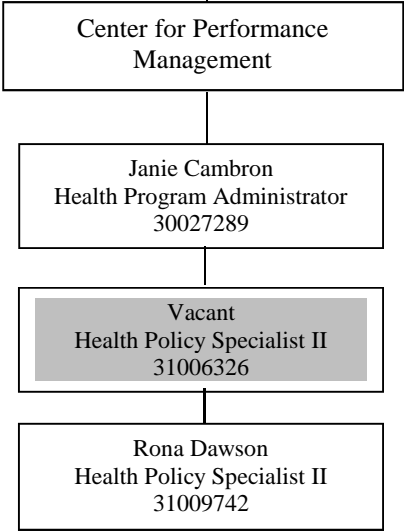 Center for Performance
Management
Janie Cambron
Health Program Administrator
30027289
Vacant
Health Policy Specialist II
31006326
Rona Dawson
Health Policy Specialist II
31009742